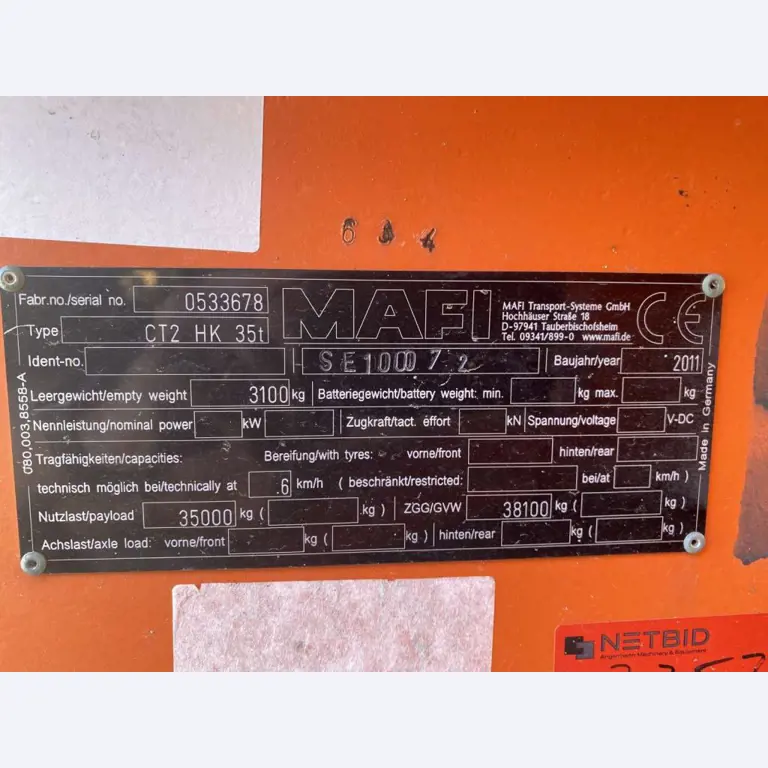 6 4
Fabr.no./serial no. 0533678
MAFI
MAFI Transport-Systeme GmbH
Hochhäuser Straße 18
D-97941 Tauberbischofsheim
Tel. 09341/899-0 www.mafi.de
CE
Type CT2 HK 35t
Ident-no. SE100072 Baujahr/year 2011
Leergewicht/empty weight 3100 kg Batteriegewicht/battery weight: min. kg max. kg
Nennleistung/nominal power kW Zugkraft/tact. effort kN Spannung/voltage V-DC
Tragfähigkeiten/capacities: Bereifung/with tyres: vorne/front hinten/rear
technisch möglich bei/technically at .6 km/h ( beschränkt/restricted: bei/at km/h )
Nutzlast/payload 35000 kg ( kg ) ZGG/GVW 38100 kg ( kg )
Achslast/axle load: vorne/front kg ( kg ) hinten/rear kg ( kg )
080.003.8558-A
Made in Germany
NETBID
Angermann Machinery & Equipment